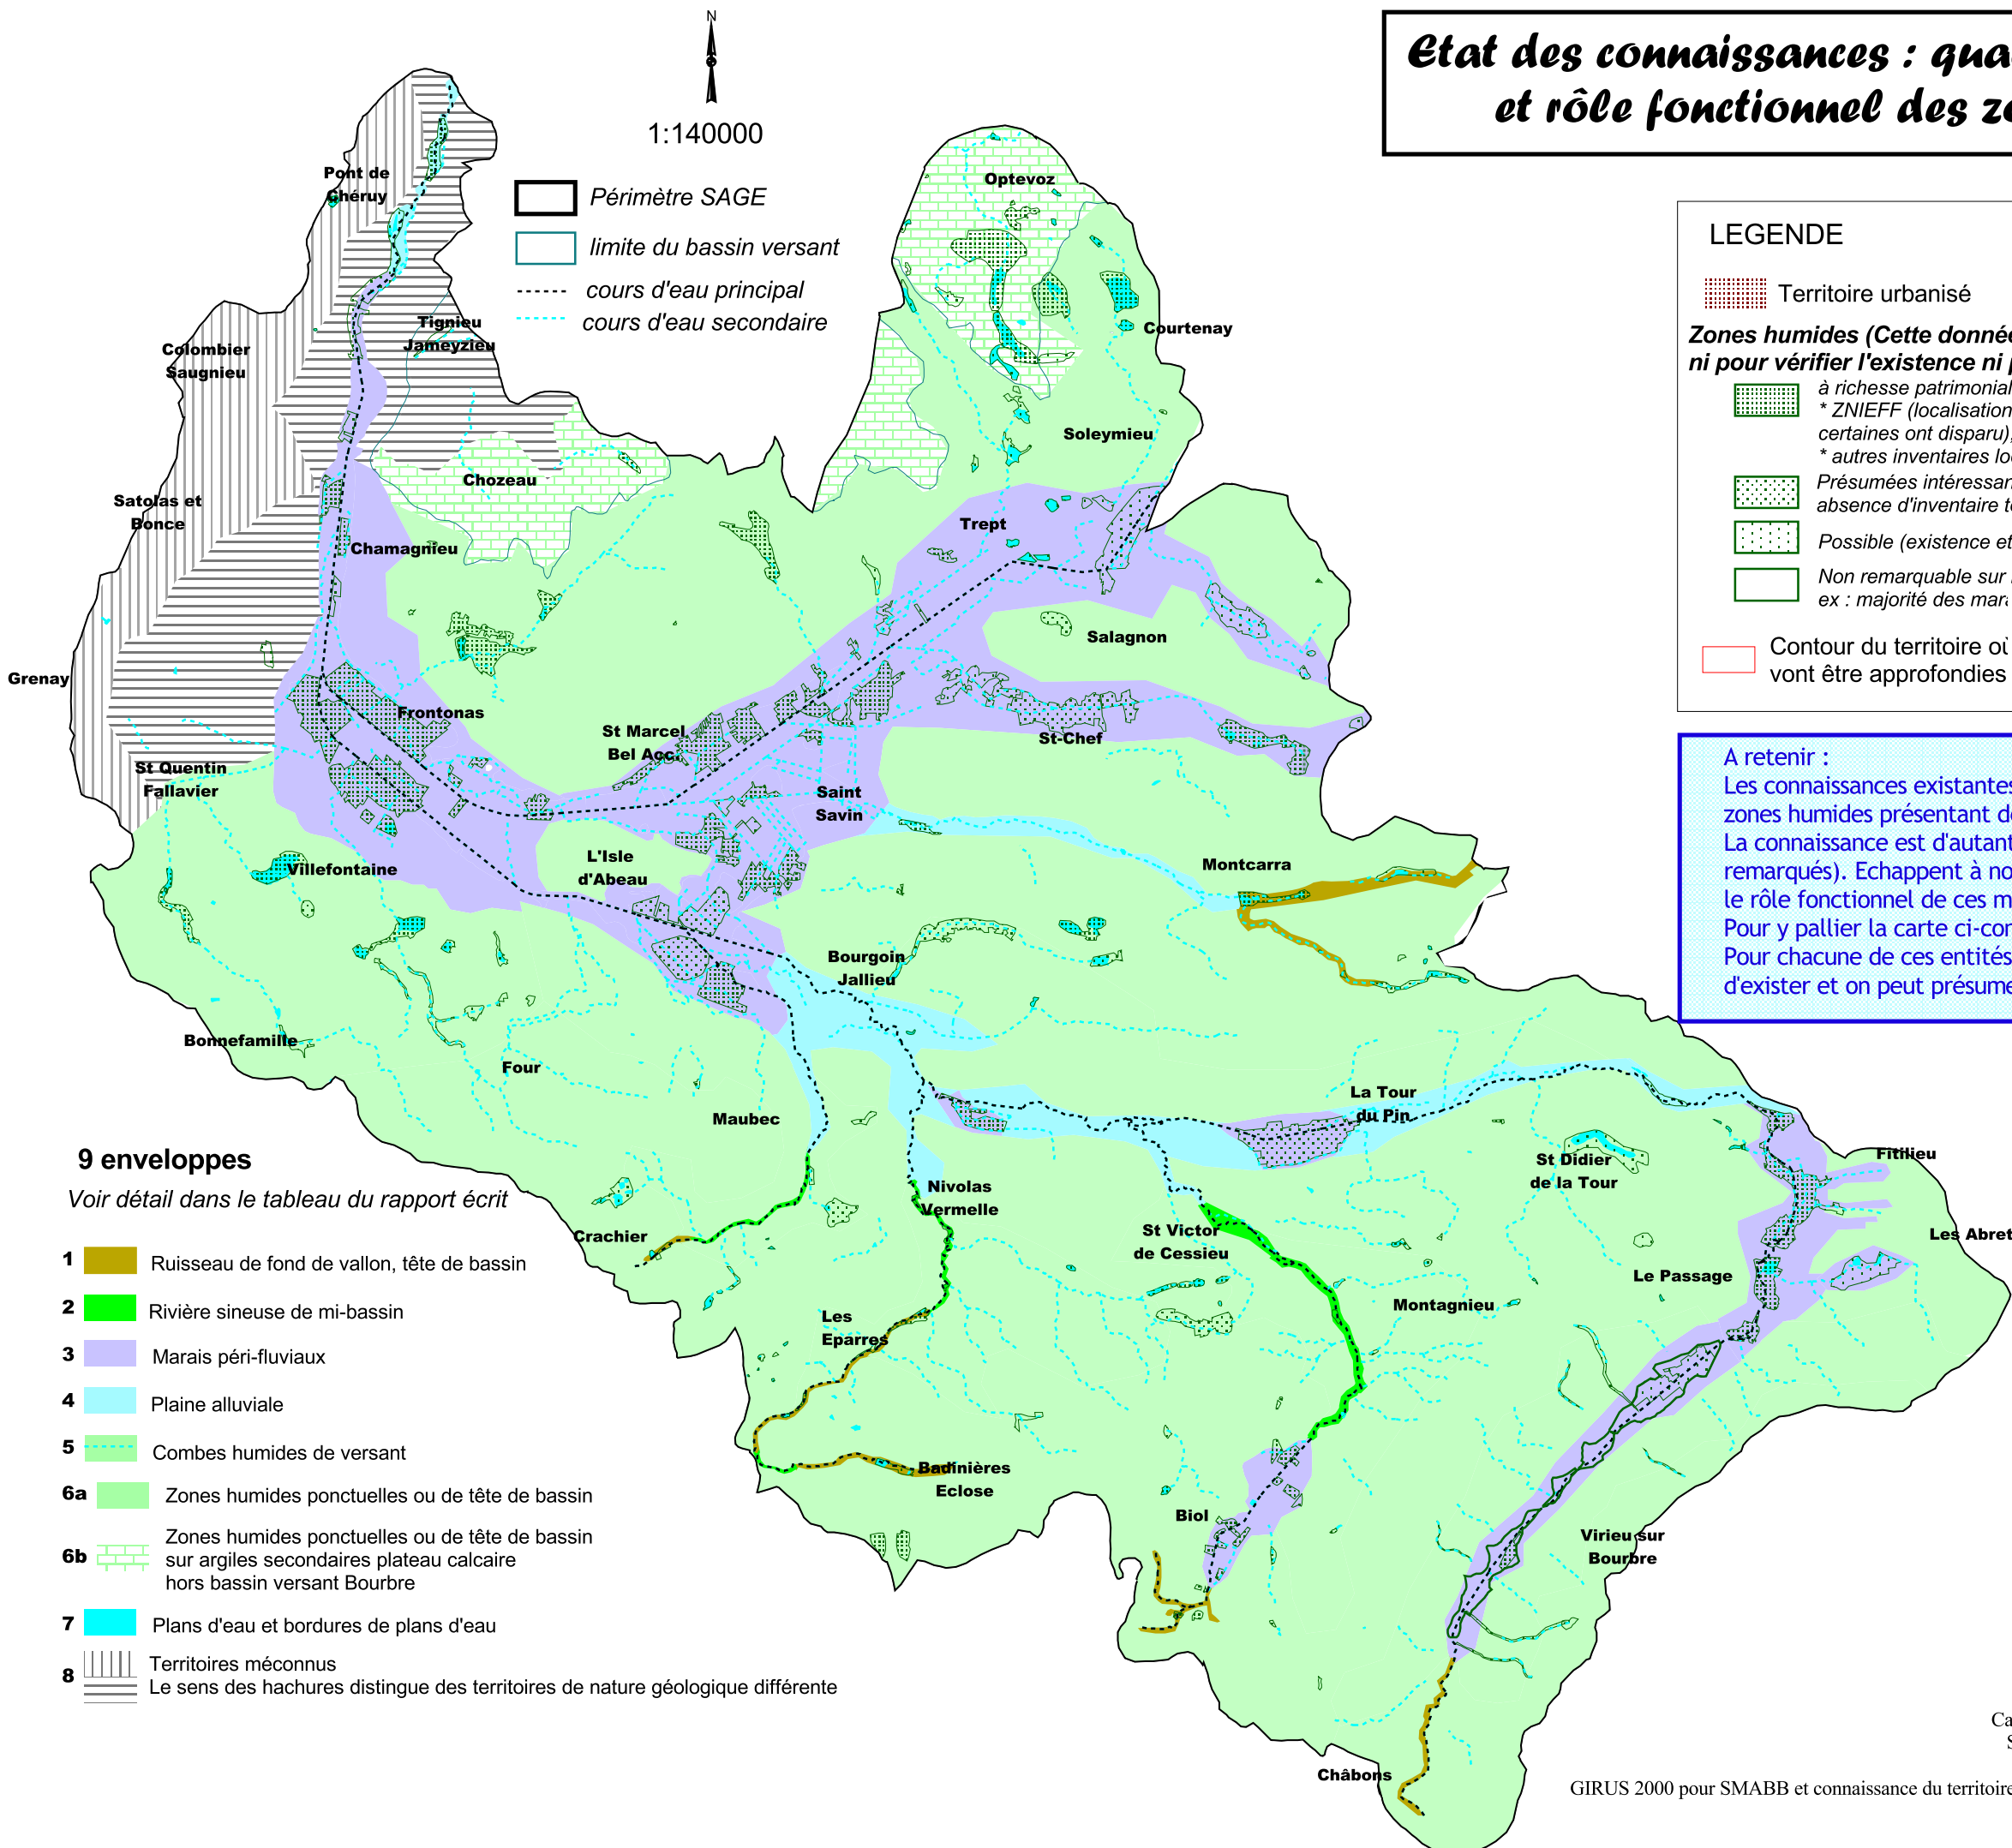 N
1:140000
Etat des connaissances :
et rôle fonctionnel des
Périmètre SAGE
limite du bassin versant
cours d'eau principal
cours d'eau secondaire
LEGENDE
Territoire urbanisé
Zones humides (Cette donnée
ni pour vérifier l'existence ni
à richesse
* ZNIEFF (localisation
certaines ont disparu)
* autres inventaires
Présumées
absence d'inventaire
Possible (existence et
Non remarquable sur
ex : majorité des
Contour du territoire
vont être approfondies
A retenir :
Les connaissances existantes
zones humides présentant
La connaissance est d'autant
remarqués). Echappent à
le rôle fonctionnel de ces
Pour y pallier la carte
Pour chacune de ces entités
d'exister et on peut
Pont de
Chéruy
Optevoz
Tignieu
Jameyzieu
Colombier
Saugnieu
Courtenay
Soleymieu
Chozeau
Satolas et
Bonce
Trept
Chamagnieu
Salagnon
Grenay
Frontonas
St Marcel
Bel Acc.
St-Chef
St Quentin
Fallavier
Saint
Savin
L'Isle
d'Abeau
Villefontaine
Montcarra
Bourgoin
Jallieu
Bonnefamille
Four
Maubec
La Tour
du Pin
St Didier
de la Tour
Fitilieu
Nivolas
Vermelle
Crachier
St Victor
de Cessieu
Les
Le Passage
Montagnieu
Les
Eparres
Badinières
Eclose
Biol
Virieu sur
Bourbre
Châbons
9 enveloppes
Voir détail dans le tableau du rapport écrit
1 Ruisseau de fond de vallon, tête de bassin
2 Rivière sineuse de mi-bassin
3 Marais péri-fluviaux
4 Plaine alluviale
5 Combes humides de versant
6a Zones humides ponctuelles ou de tête de bassin
Zones humides ponctuelles ou de tête de bassin
6b sur argiles secondaires plateau calcaire
hors bassin versant Bourbre
7 Plans d'eau et bordures de plans d'eau
8 Territoires méconnus
Le sens des hachures distingue des territoires de nature géologique différente
GIRUS 2000 pour SMABB et connaissance du territoire